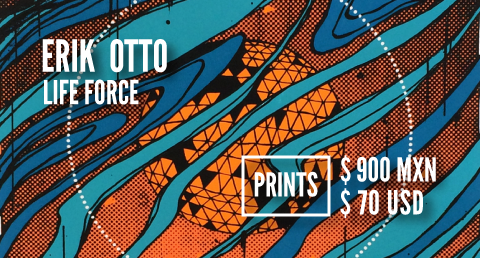 ERIK OTTO
LIFE FORCE
PRINTS
$ 900 MXN
$ 70 USD